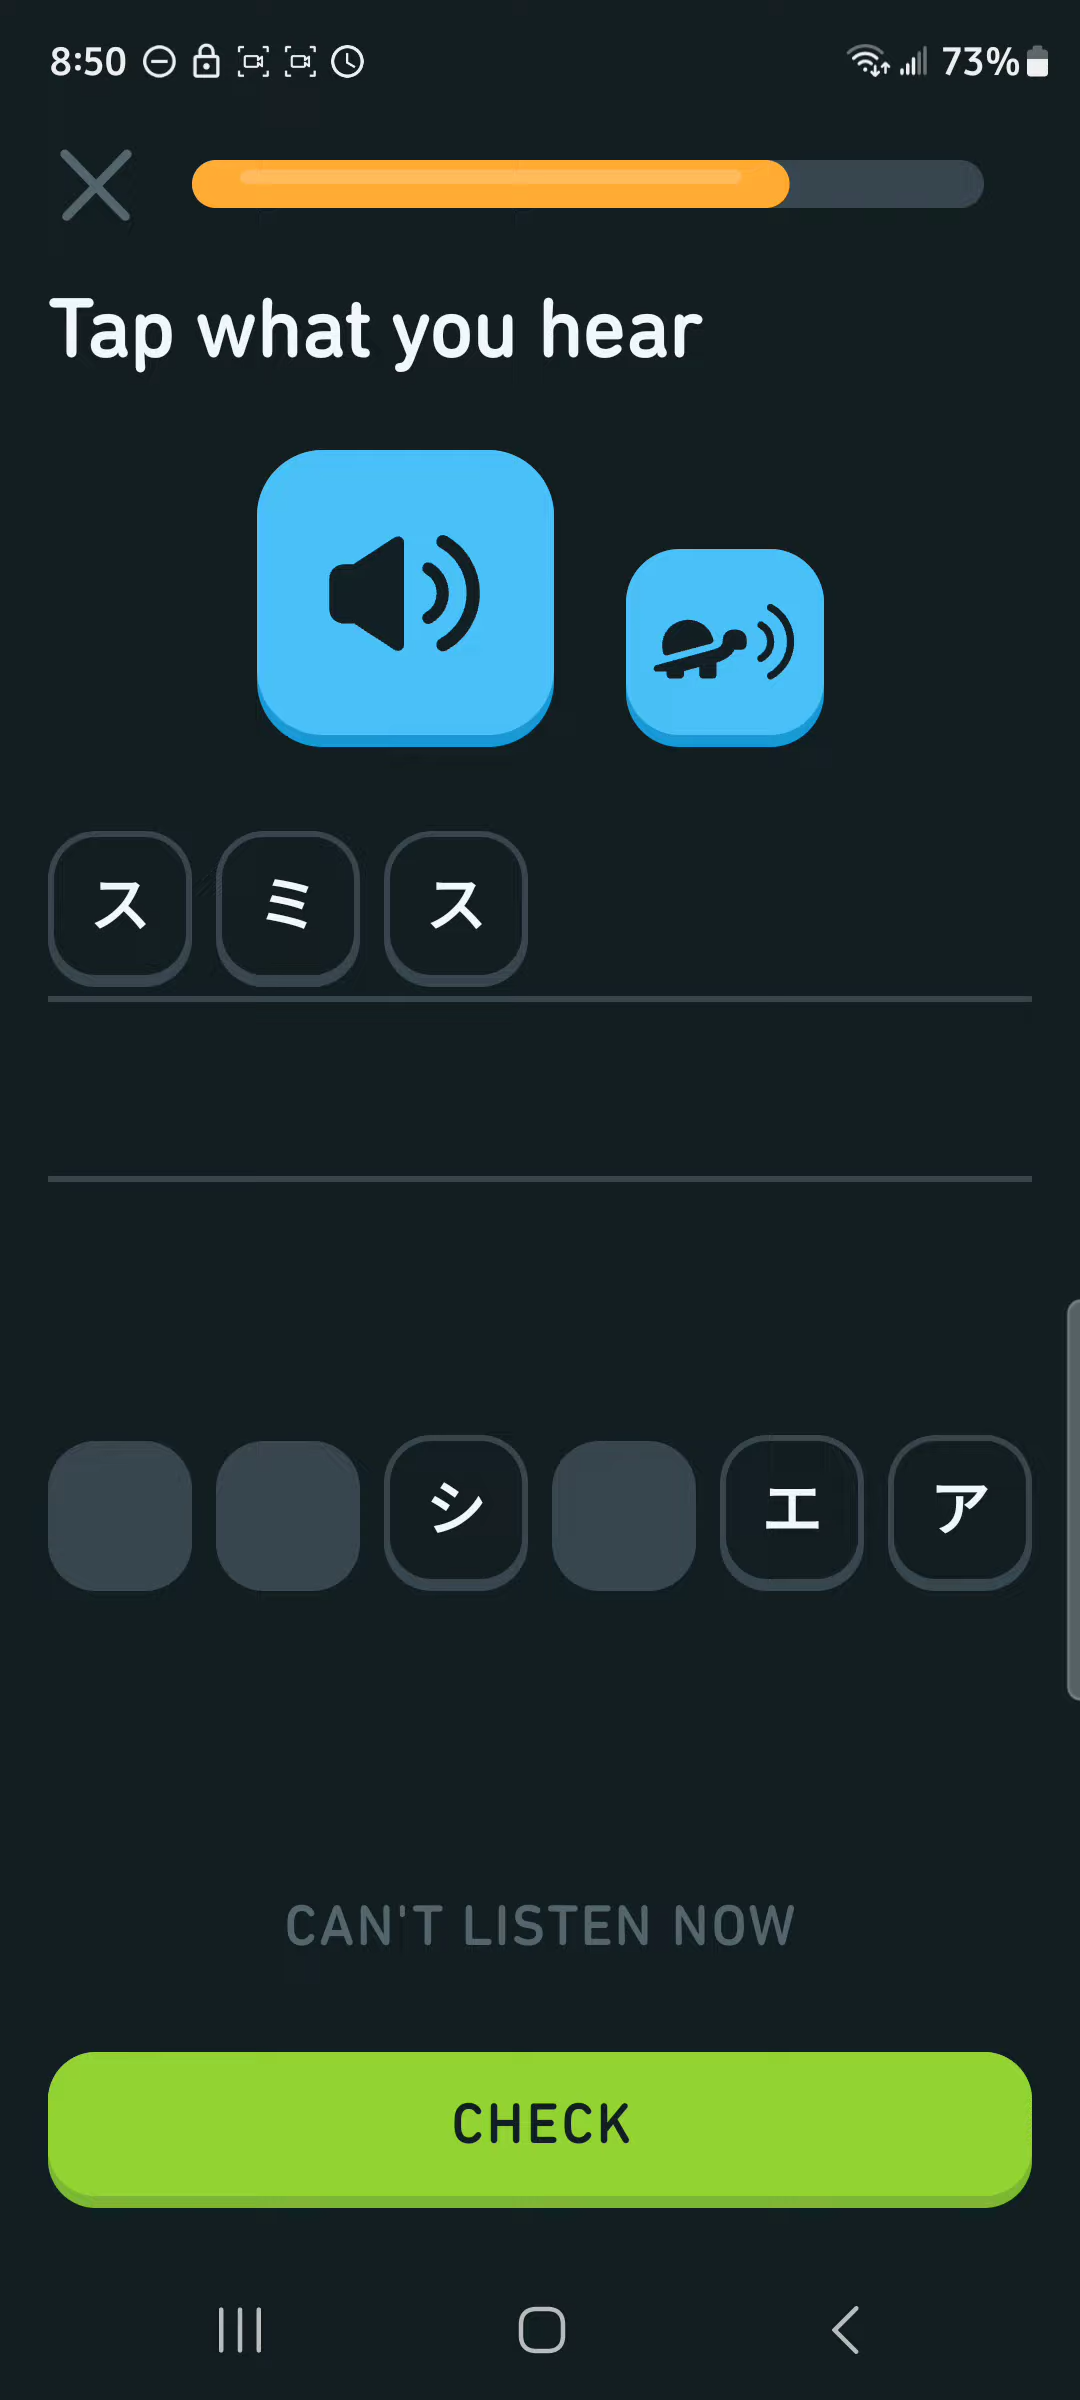 8:50 73%
Tap what you hear
ス ミ ス
シ エ ア
CAN'T LISTEN NOW
CHECK